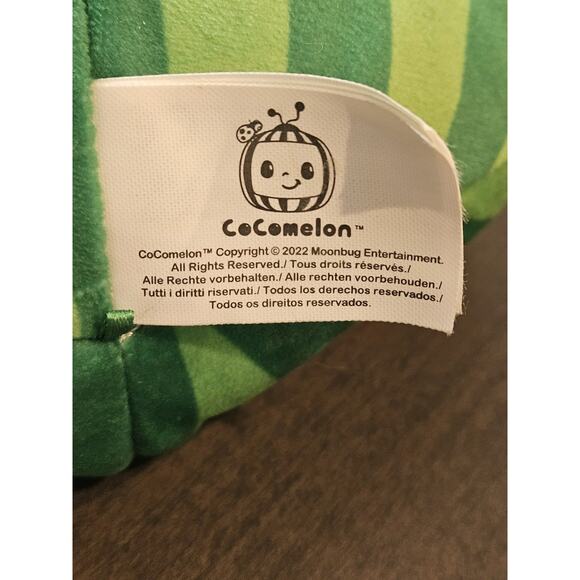 CoComelon™
CoComelon™ Copyright © 2022 Moonbug Entertainment.
All Rights Reserved./ Tous droits réservés./
Alle Rechte vorbehalten./ Alle rechten voorbehouden./
Tutti i diritti riservati./ Todos los derechos reservados./
Todos os direitos reservados.